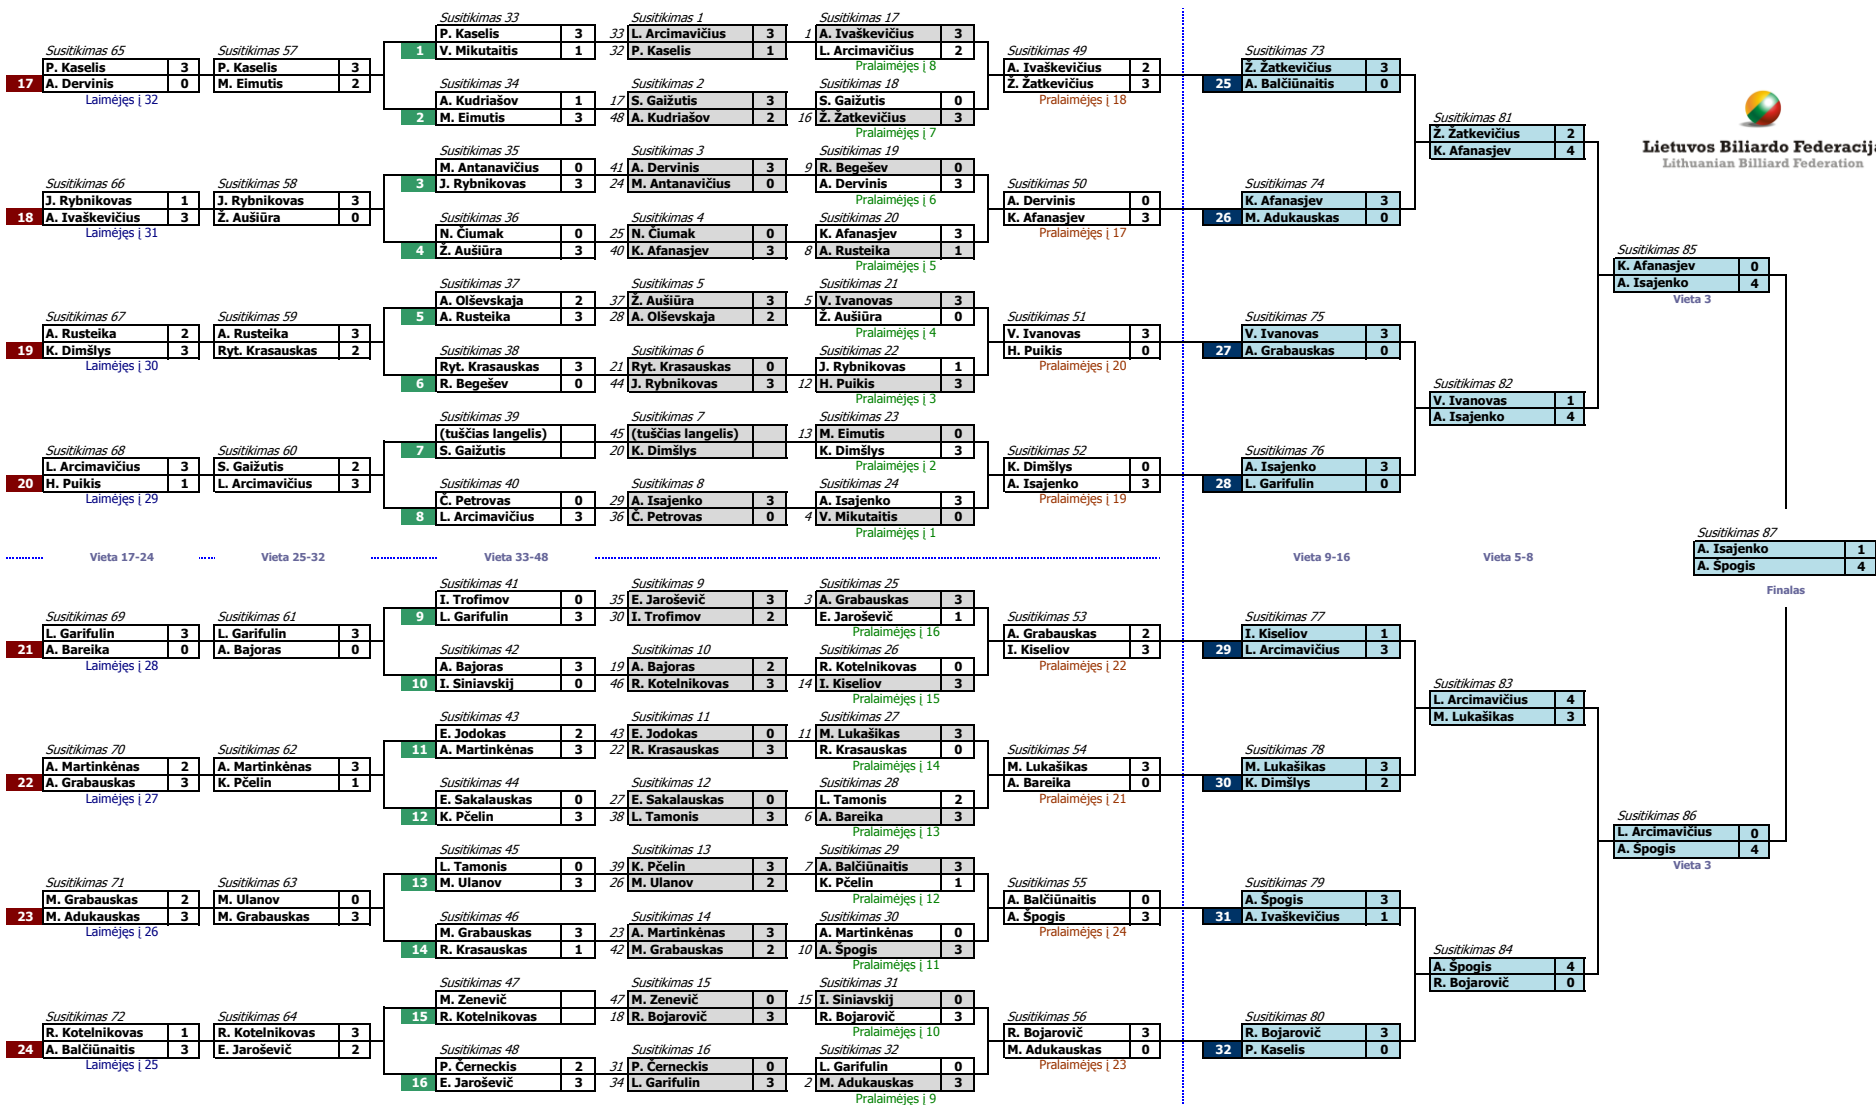 Susitikimas 65
P. Kaselis 3
17 A. Dervinis 0
Laimėjęs į 32
Susitikimas 66
J. Rybnikovas 1
18 A. Ivaškevičius 3
Laimėjęs į 31
Susitikimas 67
A. Rusteika 2
19 K. Dimšlys 3
Laimėjęs į 30
Susitikimas 68
L. Arcimavičius 3
20 H. Puikis 1
Laimėjęs į 29
Vieta 17-24
Susitikimas 69
L. Garifulin 3
21 A. Bareika 0
Laimėjęs į 28
Susitikimas 70
A. Martinkėnas 2
22 A. Grabauskas 3
Laimėjęs į 27
Susitikimas 71
M. Grabauskas 2
23 M. Adukauskas 3
Laimėjęs į 26
Susitikimas 72
R. Kotelnikovas 1
24 A. Balčiūnaitis 3
Laimėjęs į 25
Susitikimas 57
P. Kaselis 3
M. Eimutis 2
Susitikimas 58
J. Rybnikovas 3
Ž. Aušiūra 0
Susitikimas 59
A. Rusteika 3
Ryt. Krasauskas 2
Susitikimas 60
S. Gaižutis 2
L. Arcimavičius 3
Vieta 25-32
Susitikimas 61
L. Garifulin 3
A. Bajoras 0
Susitikimas 62
A. Martinkėnas 3
K. Pčelin 1
Susitikimas 63
M. Ulanov 0
M. Grabauskas 3
Susitikimas 64
R. Kotelnikovas 3
E. Jaroševič 2
Susitikimas 33
P. Kaselis 3
1 V. Mikutaitis 1
Susitikimas 34
A. Kudriašov 1
2 M. Eimutis 3
Susitikimas 35
M. Antanavičius 0
3 J. Rybnikovas 3
Susitikimas 36
N. Čiumak 0
4 Ž. Aušiūra 3
Susitikimas 37
A. Olševskaja 2
5 A. Rusteika 3
Susitikimas 38
Ryt. Krasauskas 3
6 R. Begešev 0
Susitikimas 39
(tuščias langelis)
7 S. Gaižutis
Susitikimas 40
Č. Petrovas 0
8 L. Arcimavičius 3
Vieta 33-48
Susitikimas 41
I. Trofimov 0
9 L. Garifulin 3
Susitikimas 42
A. Bajoras 3
10 I. Siniavskij 0
Susitikimas 43
E. Jodokas 2
11 A. Martinkėnas 3
Susitikimas 44
E. Sakalauskas 0
12 K. Pčelin 3
Susitikimas 45
L. Tamonis 0
13 M. Ulanov 3
Susitikimas 46
M. Grabauskas 3
14 R. Krasauskas 1
Susitikimas 47
M. Zenevič
15 R. Kotelnikovas
Susitikimas 48
P. Černeckis 2
16 E. Jaroševič 3
Susitikimas 1
33 L. Arcimavičius 3
32 P. Kaselis 1
Susitikimas 2
17 S. Gaižutis 3
48 A. Kudriašov 2
Susitikimas 3
41 A. Dervinis 3
24 M. Antanavičius 0
Susitikimas 4
25 N. Čiumak 0
40 K. Afanasjev 3
Susitikimas 5
37 Ž. Aušiūra 3
28 A. Olševskaja 2
Susitikimas 6
21 Ryt. Krasauskas 0
44 J. Rybnikovas 3
Susitikimas 7
45 (tuščias langelis)
20 K. Dimšlys
Susitikimas 8
29 A. Isajenko 3
36 Č. Petrovas 0
Susitikimas 9
35 E. Jaroševič 3
30 I. Trofimov 2
Susitikimas 10
19 A. Bajoras 2
46 R. Kotelnikovas 3
Susitikimas 11
43 E. Jodokas 0
22 R. Krasauskas 3
Susitikimas 12
27 E. Sakalauskas 0
38 L. Tamonis 3
Susitikimas 13
39 K. Pčelin 3
26 M. Ulanov 2
Susitikimas 14
23 A. Martinkėnas 3
42 M. Grabauskas 2
Susitikimas 15
47 M. Zenevič 0
18 R. Bojarovič 3
Susitikimas 16
31 P. Černeckis 0
34 L. Garifulin 3
Susitikimas 17
1 A. Ivaškevičius 3
L. Arcimavičius 2
Pralaimėjęs į 8
Susitikimas 18
S. Gaižutis 0
16 Ž. Žatkevičius 3
Pralaimėjęs į 7
Susitikimas 19
9 R. Begešev 0
A. Dervinis 3
Pralaimėjęs į 6
Susitikimas 20
K. Afanasjev 3
8 A. Rusteika 1
Pralaimėjęs į 5
Susitikimas 21
5 V. Ivanovas 3
Ž. Aušiūra 0
Pralaimėjęs į 4
Susitikimas 22
J. Rybnikovas 1
12 H. Puikis 3
Pralaimėjęs į 3
Susitikimas 23
13 M. Eimutis 0
K. Dimšlys 3
Pralaimėjęs į 2
Susitikimas 24
A. Isajenko 3
4 V. Mikutaitis 0
Pralaimėjęs į 1
Susitikimas 25
3 A. Grabauskas 3
E. Jaroševič 1
Pralaimėjęs į 16
Susitikimas 26
R. Kotelnikovas 0
14 I. Kiseliov 3
Pralaimėjęs į 15
Susitikimas 27
11 M. Lukašikas 3
R. Krasauskas 0
Pralaimėjęs į 14
Susitikimas 28
L. Tamonis 2
6 A. Bareika 3
Pralaimėjęs į 13
Susitikimas 29
7 A. Balčiūnaitis 3
K. Pčelin 1
Pralaimėjęs į 12
Susitikimas 30
A. Martinkėnas 0
10 A. Špogis 3
Pralaimėjęs į 11
Susitikimas 31
15 I. Siniavskij 0
R. Bojarovič 3
Pralaimėjęs į 10
Susitikimas 32
L. Garifulin 0
2 M. Adukauskas 3
Pralaimėjęs į 9
Susitikimas 49
A. Ivaškevičius 2
Ž. Žatkevičius 3
Pralaimėjęs į 18
Susitikimas 50
A. Dervinis 0
K. Afanasjev 3
Pralaimėjęs į 17
Susitikimas 51
V. Ivanovas 3
H. Puikis 0
Pralaimėjęs į 20
Susitikimas 52
K. Dimšlys 0
A. Isajenko 3
Pralaimėjęs į 19
Susitikimas 53
A. Grabauskas 2
I. Kiseliov 3
Pralaimėjęs į 22
Susitikimas 54
M. Lukašikas 3
A. Bareika 0
Pralaimėjęs į 21
Susitikimas 55
A. Balčiūnaitis 0
A. Špogis 3
Pralaimėjęs į 24
Susitikimas 56
R. Bojarovič 3
M. Adukauskas 0
Pralaimėjęs į 23
Susitikimas 73
Ž. Žatkevičius 3
25 A. Balčiūnaitis 0
Susitikimas 74
K. Afanasjev 3
26 M. Adukauskas 0
Susitikimas 75
V. Ivanovas 3
27 A. Grabauskas 0
Susitikimas 76
A. Isajenko 3
28 L. Garifulin 0
Vieta 9-16
Susitikimas 77
I. Kiseliov 1
29 L. Arcimavičius 3
Susitikimas 78
M. Lukašikas 3
30 K. Dimšlys 2
Susitikimas 79
A. Špogis 3
31 A. Ivaškevičius 1
Susitikimas 80
R. Bojarovič 3
32 P. Kaselis 0
Susitikimas 81
Ž. Žatkevičius 2
K. Afanasjev 4
Susitikimas 82
V. Ivanovas 1
A. Isajenko 4
Vieta 5-8
Susitikimas 83
L. Arcimavičius 4
M. Lukašikas 3
Susitikimas 84
A. Špogis 4
R. Bojarovič 0
Lietuvos Biliardo Federacija
Lithuanian Billiard Federation
Susitikimas 85
K. Afanasjev 0
A. Isajenko 4
Vieta 3
Susitikimas 87
A. Isajenko 1
A. Špogis 4
Finalas
Susitikimas 86
L. Arcimavičius 0
A. Špogis 4
Vieta 3